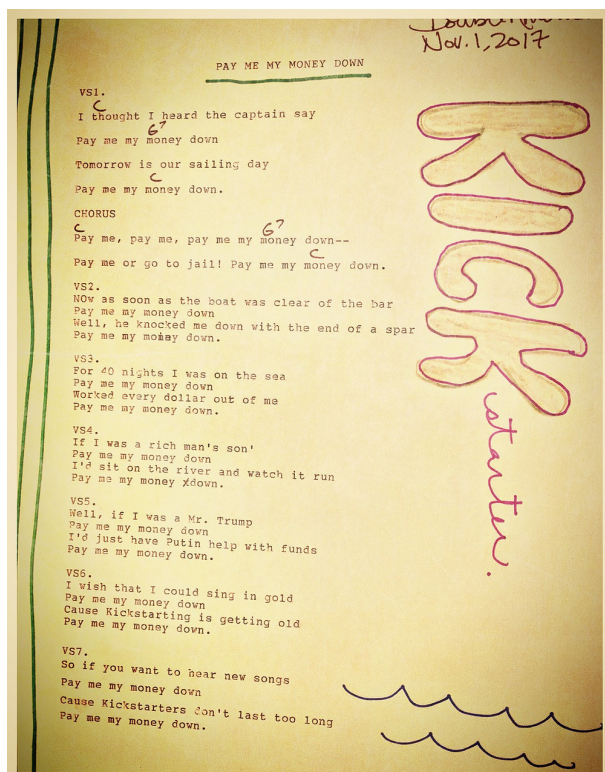 Nov. 1, 2017
PAY ME MY MONEY DOWN
VS1.
C
I thought I heard the captain say
G7
Pay me my money down
Tomorrow is our sailing day
C
Pay me my money down.
CHORUS
C G7
Pay me, pay me, pay me my money down--
C
Pay me or go to jail! Pay me my money down.
VS2.
Now as soon as the boat was clear of the bar
Pay me my money down
Well, he knocked me down with the end of a spar
Pay me my money down.
VS3.
For 40 nights I was on the sea
Pay me my money down
Worked every dollar out of me
Pay me my money down.
VS4.
If I was a rich man's son'
Pay me my money down
I'd sit on the river and watch it run
Pay me my money down.
VS5.
Well, if I was a Mr. Trump
Pay me my money down
I'd just have Putin help with funds
Pay me my money down.
VS6.
I wish that I could sing in gold
Pay me my money down
Cause Kickstarting is getting old
Pay me my money down.
VS7.
So if you want to hear new songs
Pay me my money down
Cause Kickstarters don't last too long
Pay me my money down.
KICK
starter.